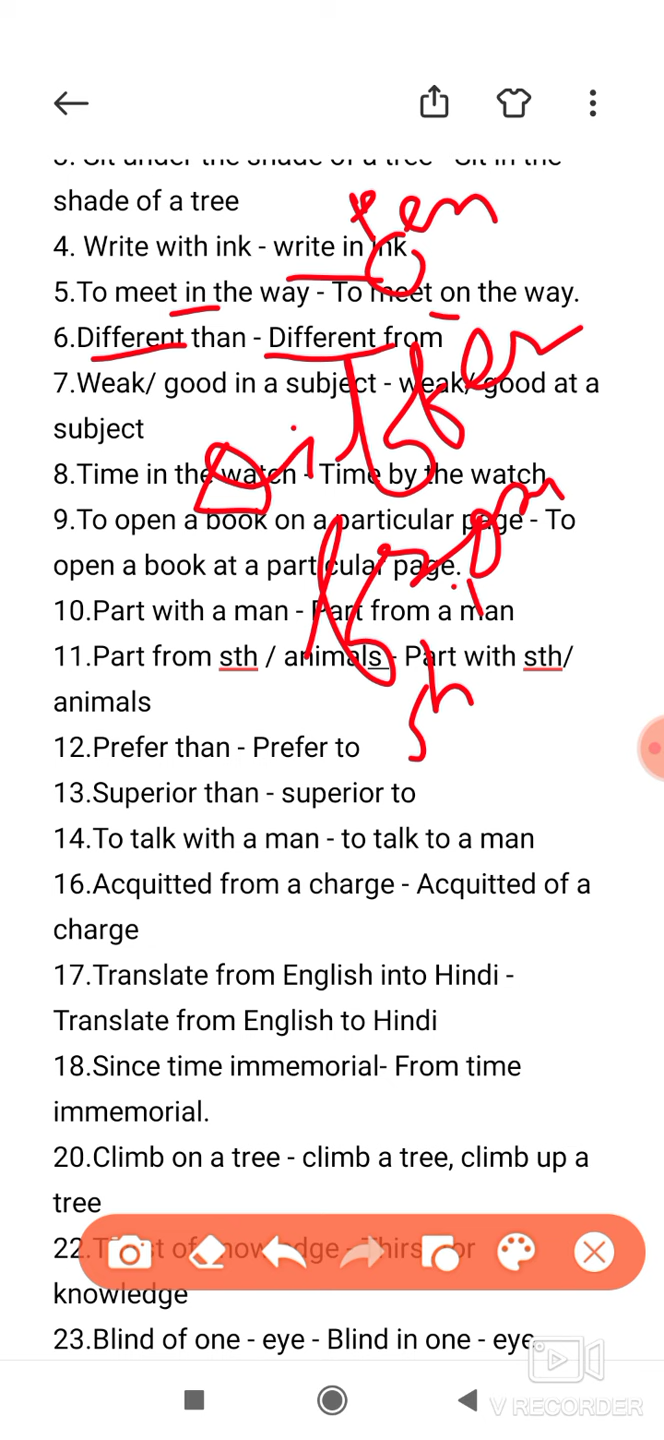 shade of a tree
4. Write with ink - write in ink
5.To meet in the way - To meet on the way.
6.Different than - Different from
7.Weak/ good in a subject - weak/ good at a
subject
8.Time in the watch - Time by the watch
9.To open a book on a particular page - To
open a book at a particular page.
10.Part with a man - Part from a man
11.Part from sth / animals - Part with sth/
animals
12.Prefer than - Prefer to
13.Superior than - superior to
14.To talk with a man - to talk to a man
16.Acquitted from a charge - Acquitted of a
charge
17.Translate from English into Hindi -
Translate from English to Hindi
18.Since time immemorial- From time
immemorial.
20.Climb on a tree - climb a tree, climb up a
tree
22.
knowledge
23.Blind of one - eye - Blind in one - eye
pen
differ
from
sh
V RECORDER